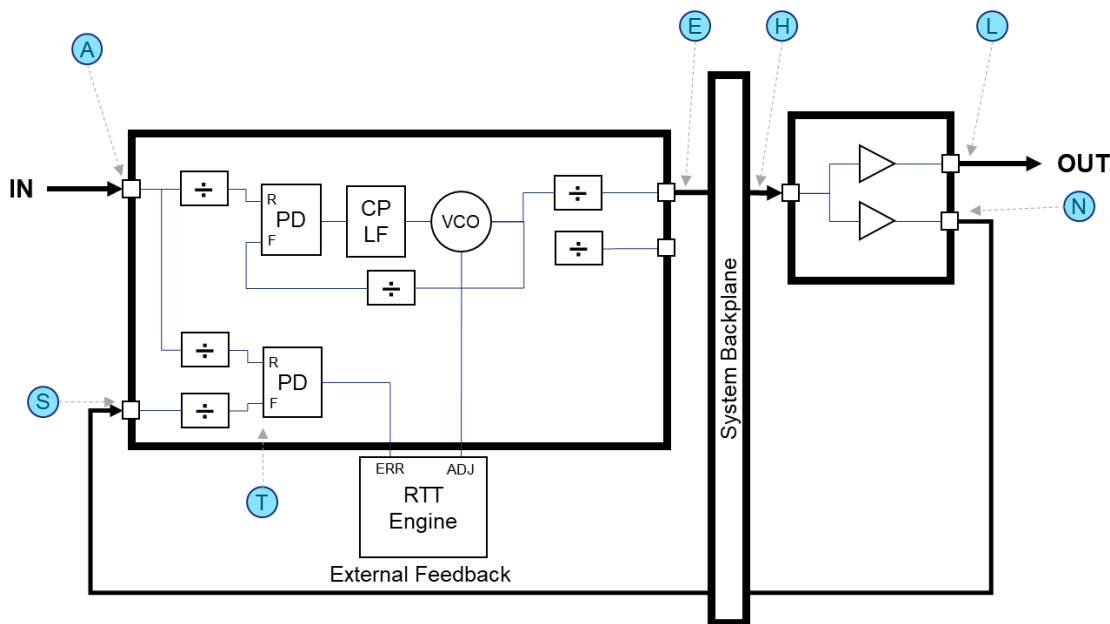 A
E
H
L
IN
÷
R
PD
F
CP
LF
VCO
÷
÷
÷
OUT
N
System Backplane
÷
R
PD
F
÷
S
T
ERR
ADJ
RTT
Engine
External Feedback